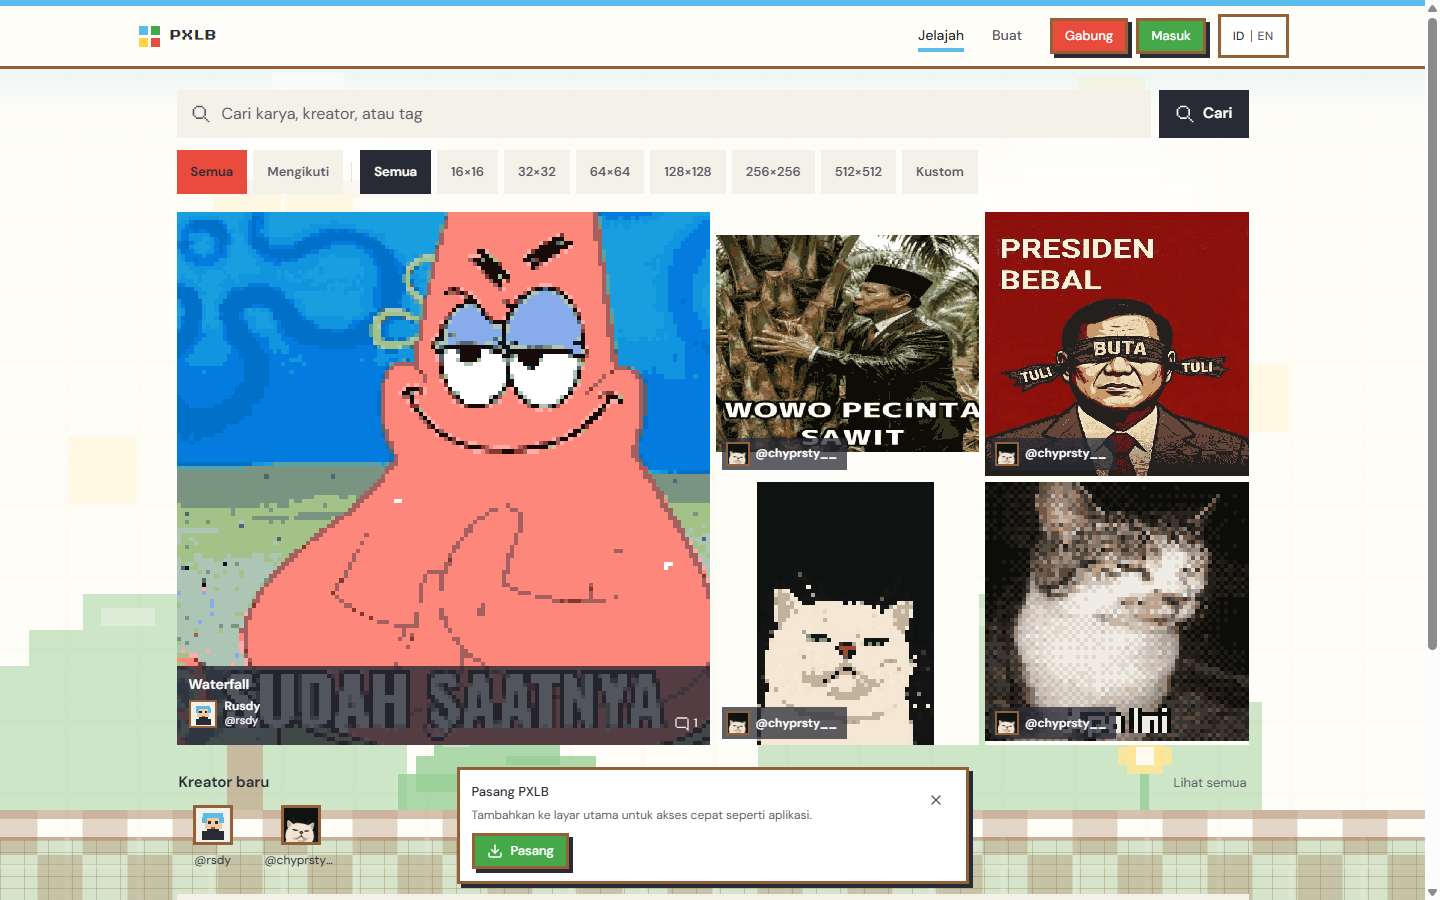 PXLB
Jelajah
Buat
Gabung
Masuk
ID | EN
Cari karya, kreator, atau tag
Cari
Semua
Mengikuti
Semua
16×16
32×32
64×64
128×128
256×256
512×512
Kustom
WOWO PECINTA
SAWIT
@chyprsty__
PRESIDEN
BEBAL
BUTA
TULI
TULI
@chyprsty__
UDAH SAATNYA
Waterfall
Rusdy
@rsdy
1
@chyprsty__
Ini
@chyprsty__
Kreator baru
Lihat semua
@rsdy
@chyprsty...
Pasang PXLB
Tambahkan ke layar utama untuk akses cepat seperti aplikasi.
Pasang